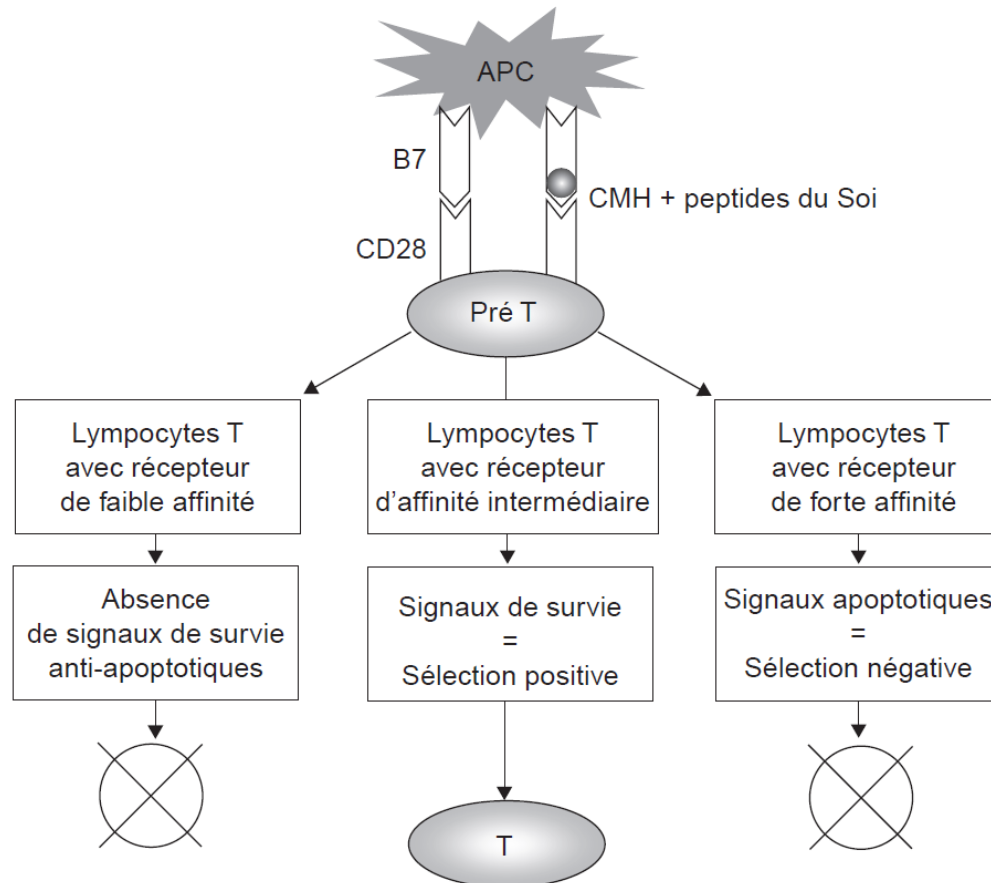 APC
B7
CMH + peptides du Soi
CD28
Pré T
Lympocytes T
avec récepteur
de faible affinité
Lympocytes T
avec récepteur
d'affinité intermédiaire
Lympocytes T
avec récepteur
de forte affinité
Absence
de signaux de survie
anti-apoptotiques
Signaux de survie
=
Sélection positive
Signaux apoptotiques
=
Sélection négative
T